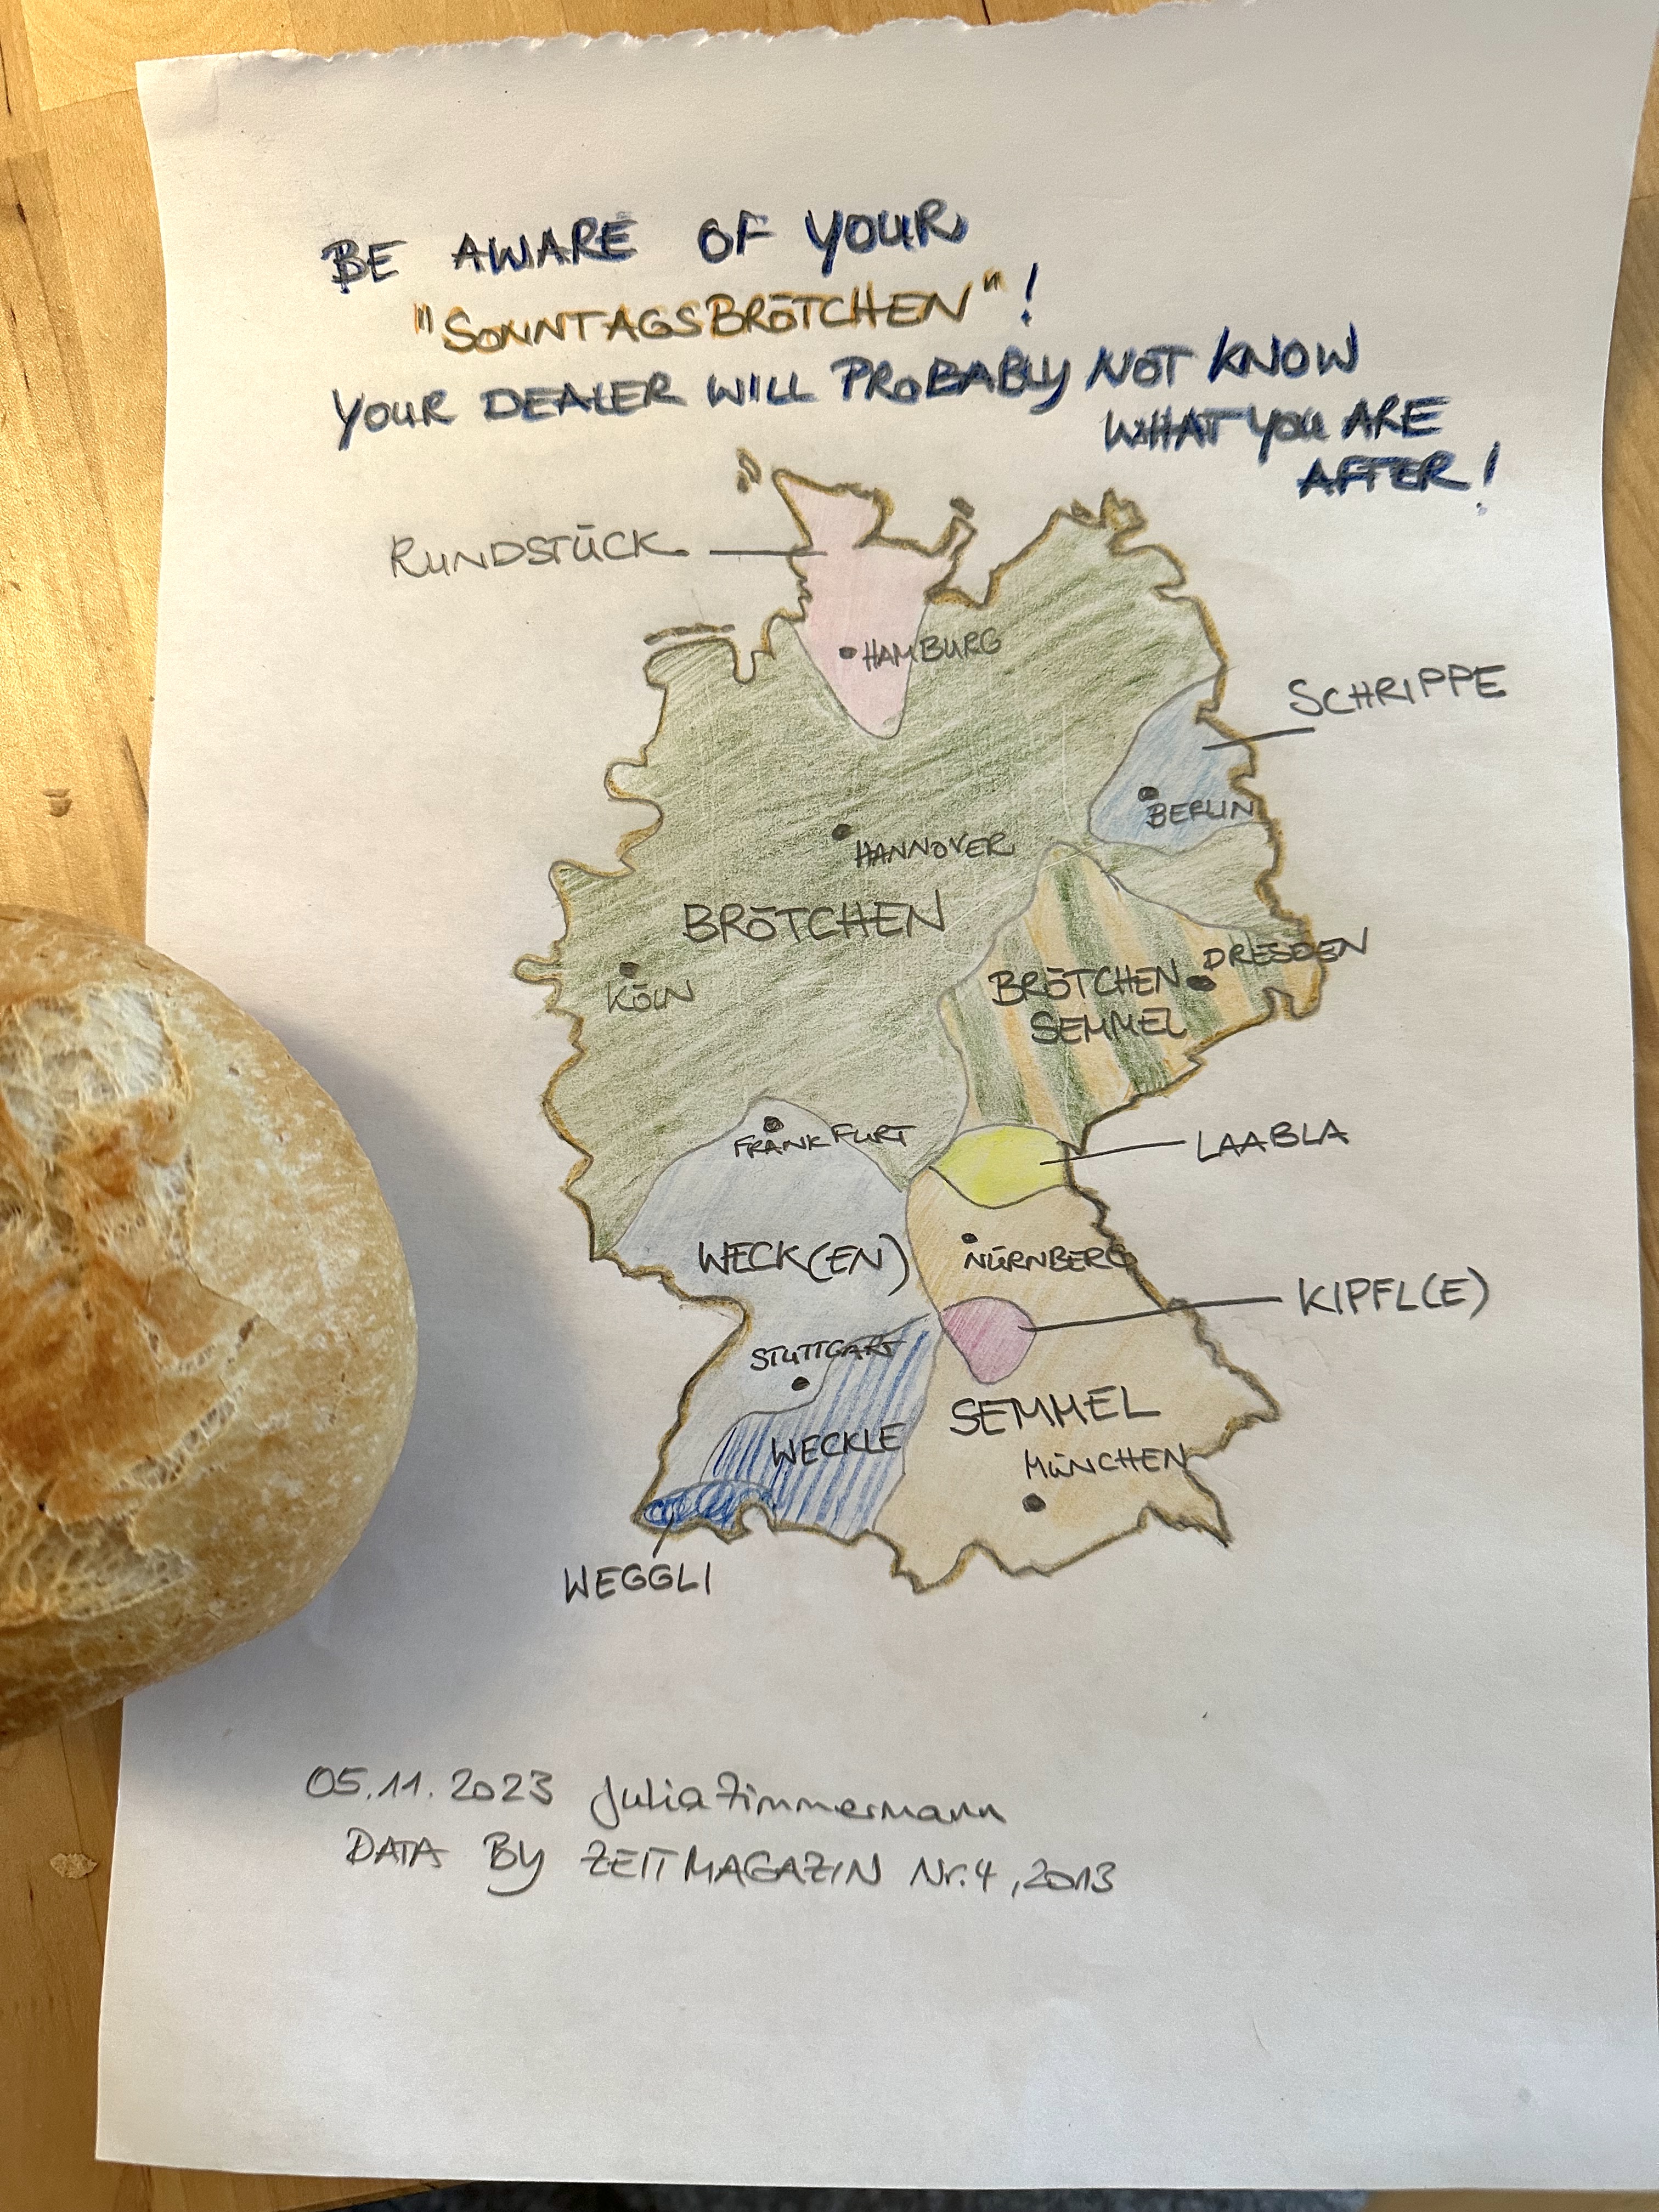 BE AWARE OF YOUR
"SONNTAGSBRÖTCHEN"!
YOUR DEALER WILL PROBABLY NOT KNOW
WHAT YOU ARE
AFTER!
RUNDSTÜCK
HAMBURG
SCHRIPPE
BERLIN
HANNOVER
BRÖTCHEN
DRESDEN
KÖLN
BRÖTCHEN
SEMMEL
FRANKFURT
LAABLA
WECK(EN)
NÜRNBERG
KIPFL(E)
STUTTGART
SEMMEL
WECKLE
MÜNCHEN
WEGGLI
05.11.2023 Julia Zimmermann
DATA BY ZEITMAGAZIN Nr. 4, 2013